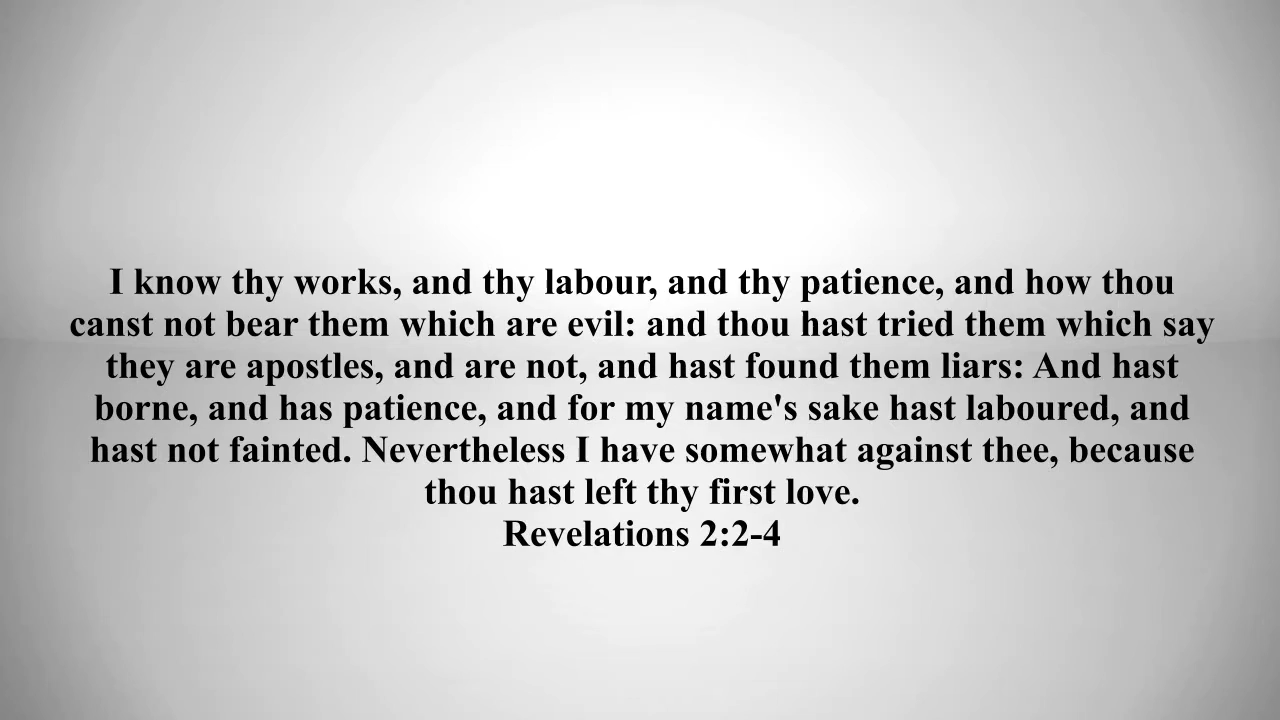 I know thy works, and thy labour, and thy patience, and how thou
canst not bear them which are evil: and thou hast tried them which say
they are apostles, and are not, and hast found them liars: And hast
borne, and has patience, and for my name's sake hast laboured, and
hast not fainted. Nevertheless I have somewhat against thee, because
thou hast left thy first love.
Revelations 2:2-4